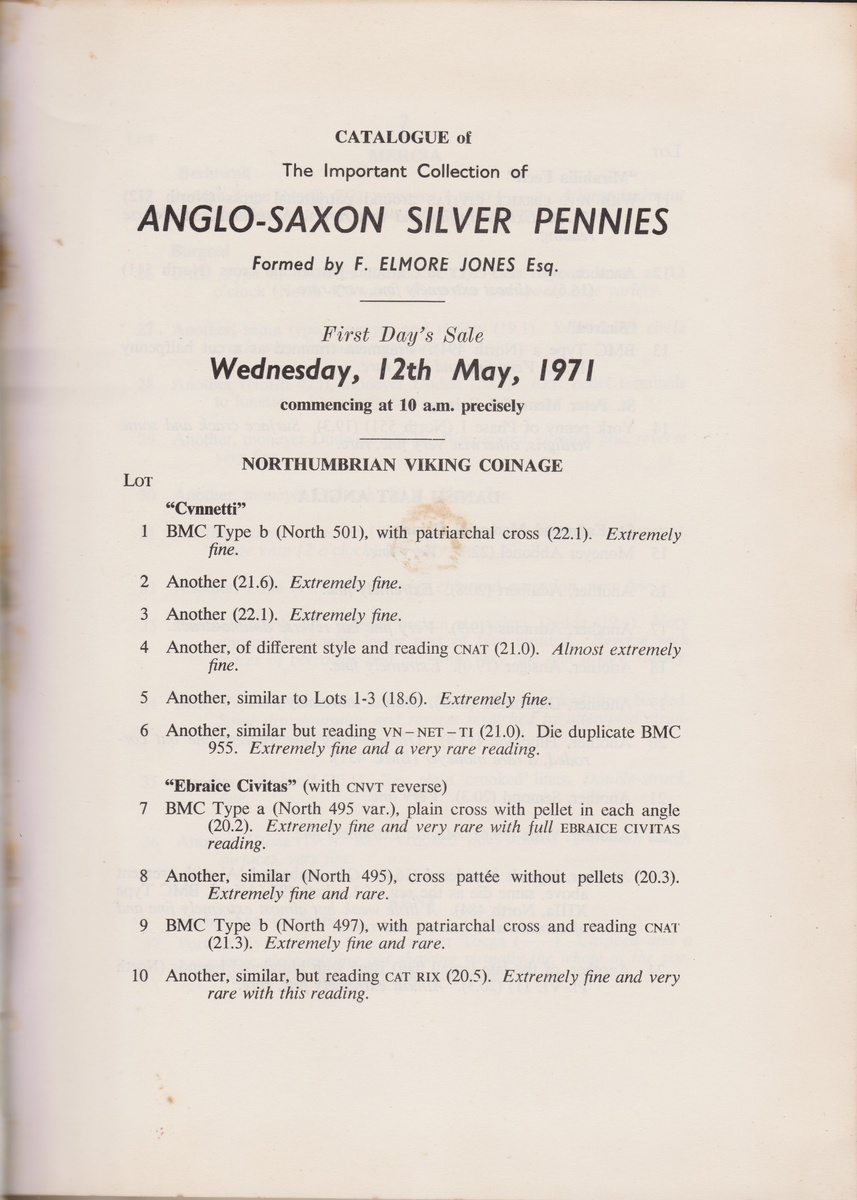 CATALOGUE of
The Important Collection of
ANGLO-SAXON SILVER PENNIES
Formed by F. ELMORE JONES Esq.
First Day's Sale
Wednesday, 12th May, 1971
commencing at 10 a.m. precisely
NORTHUMBRIAN VIKING COINAGE
LOT
“Cvnnetti”
1 BMC Type b (North 501), with patriarchal cross (22.1). Extremely
fine.
2 Another (21.6). Extremely fine.
3 Another (22.1). Extremely fine.
4 Another, of different style and reading CNAT (21.0). Almost extremely
fine.
5 Another, similar to Lots 1-3 (18.6). Extremely fine.
6 Another, similar but reading VN–NET–TI (21.0). Die duplicate BMC
955. Extremely fine and a very rare reading.
“Ebraice Civitas” (with CNVT reverse)
7 BMC Type a (North 495 var.), plain cross with pellet in each angle
(20.2). Extremely fine and very rare with full EBRAICE CIVITAS
reading.
8 Another, similar (North 495), cross pattée without pellets (20.3).
Extremely fine and rare.
9 BMC Type b (North 497), with patriarchal cross and reading CNAT
(21.3). Extremely fine and rare.
10 Another, similar, but reading CAT RIX (20.5). Extremely fine and very
rare with this reading.